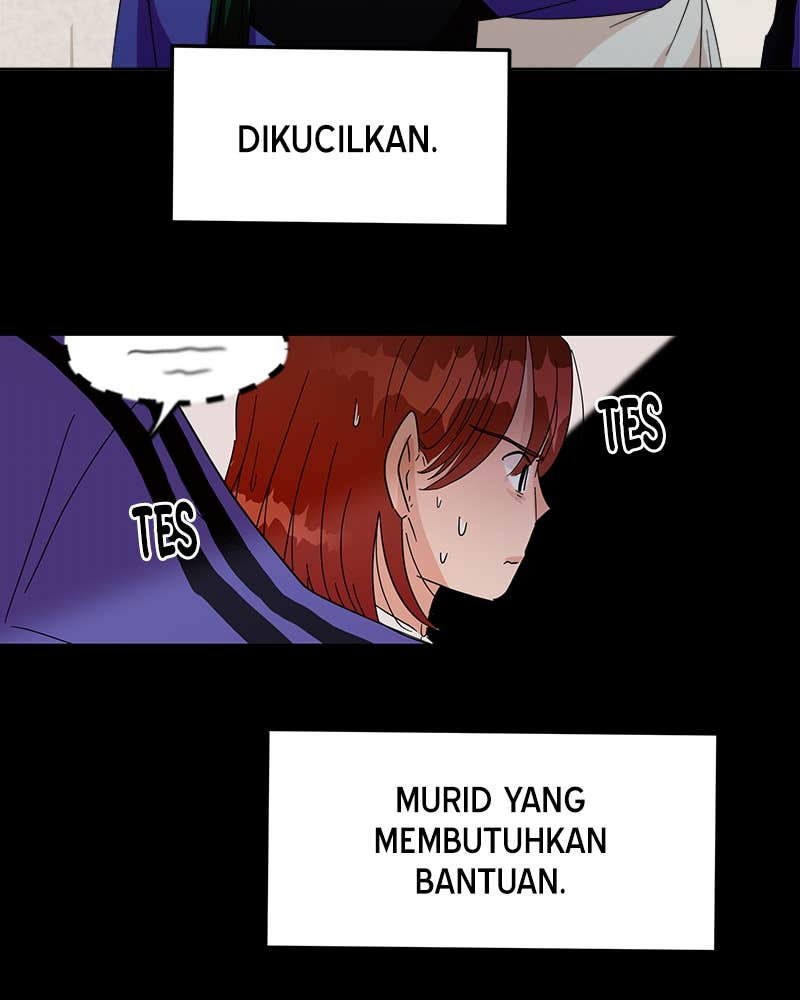 DIKUCILKAN.
TES
TES
MURID YANG
MEMBUTUHKAN
BANTUAN.